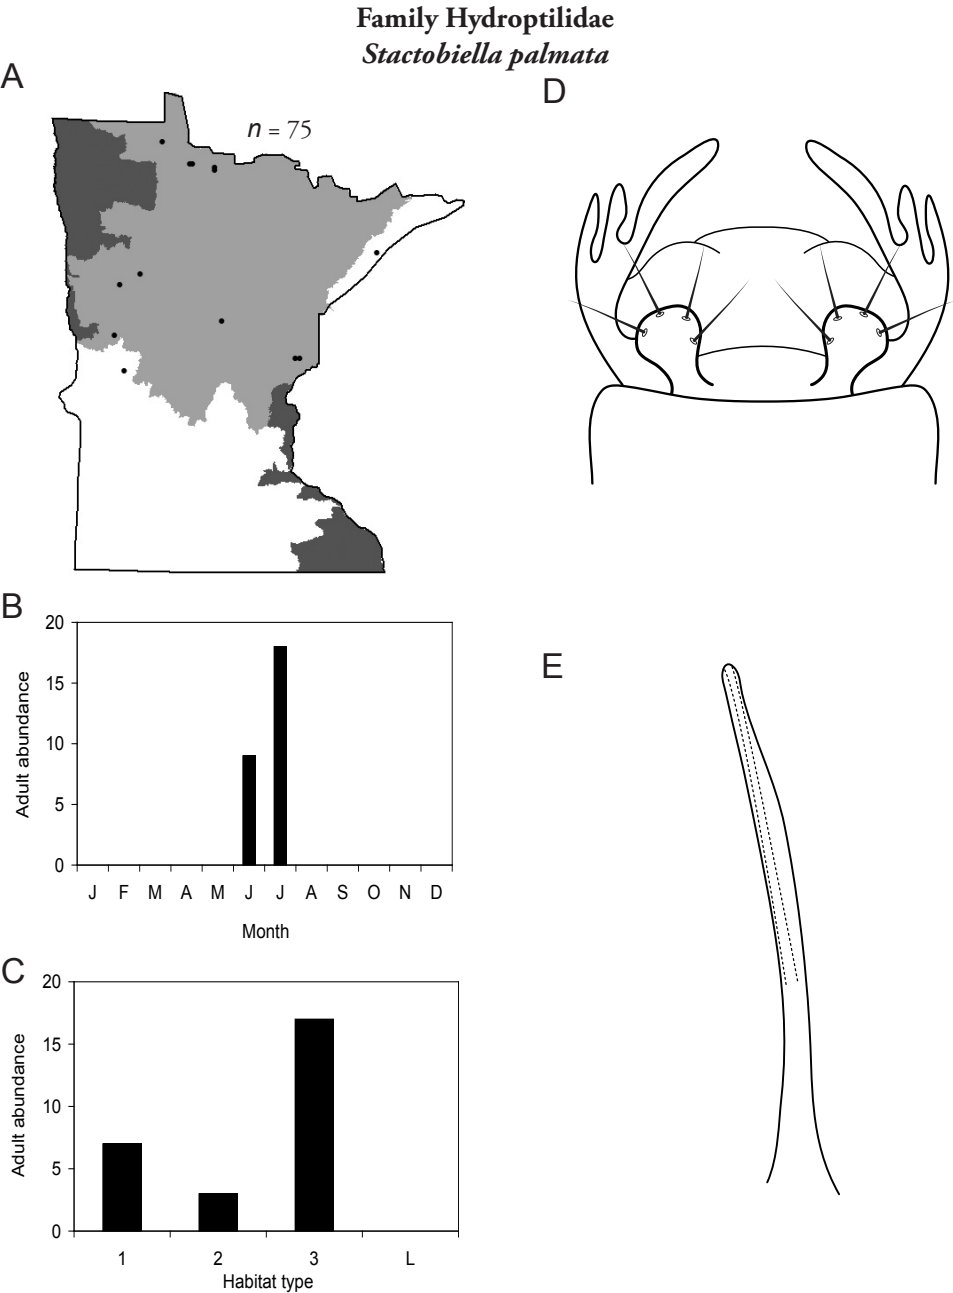 Family Hydroptilidae
Stactobiella palmata
A
n = 75
D
B
20
15
10
5
0
Adult abundance
J F M A M J J A S O N D
Month
E
C
20
15
10
5
0
Adult abundance
1 2 3 L
Habitat type